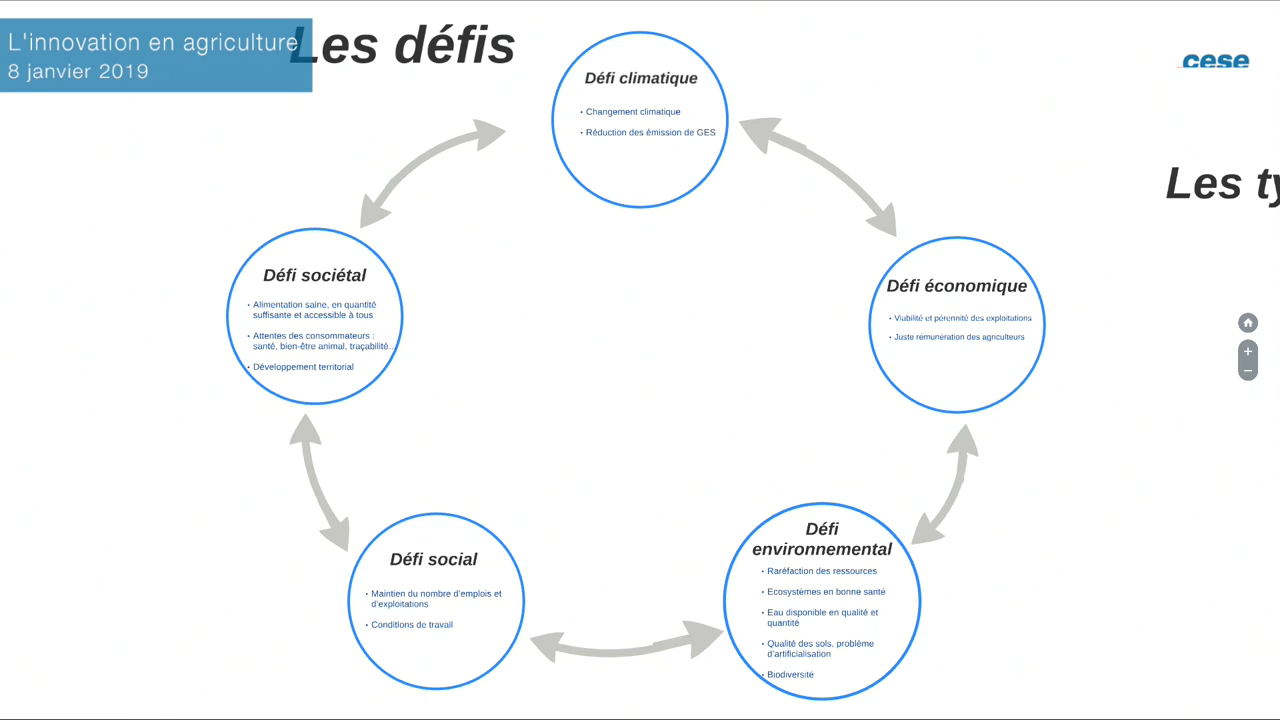 L'innovation en agriculture
8 janvier 2019
Les défis
cese
Défi climatique
• Changement climatique
• Réduction des émission de GES
Les ty
Défi sociétal
• Alimentation saine, en quantité
suffisante et accessible à tous
• Attentes des consommateurs :
santé, bien-être animal, traçabilité...
• Développement territorial
Défi économique
• Viabilité et pérennité des exploitations
• Juste rémunération des agriculteurs
Défi social
• Maintien du nombre d'emplois et
d'exploitations
• Conditions de travail
Défi
environnemental
• Raréfaction des ressources
• Ecosystèmes en bonne santé
• Eau disponible en qualité et
quantité
• Qualité des sols, problème
d'artificialisation
• Biodiversité